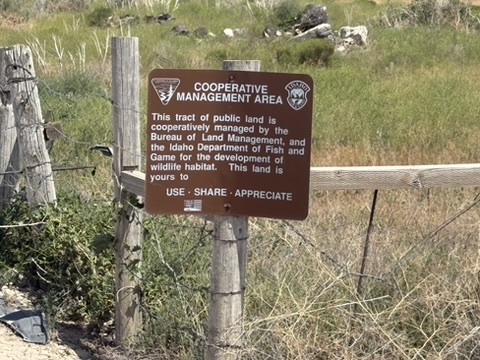 COOPERATIVE
MANAGEMENT AREA
This tract of public land is
cooperatively managed by the
Bureau of Land Management, and
the Idaho Department of Fish and
Game for the development of
wildlife habitat. This land is
yours to
USE · SHARE · APPRECIATE